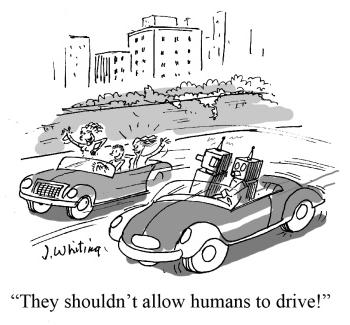 J. Whiting.
“They shouldn’t allow humans to drive!”